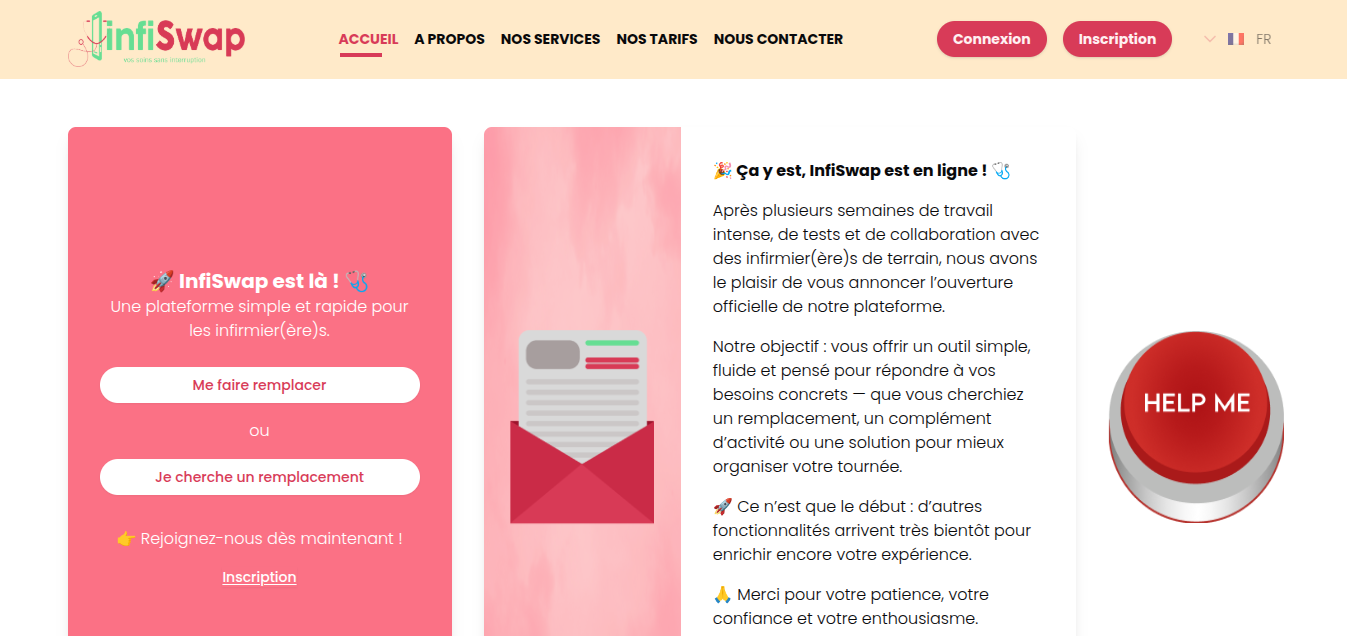 infiSwap
vos soins sans interruption
ACCUEIL
A PROPOS
NOS SERVICES
NOS TARIFS
NOUS CONTACTER
Connexion
Inscription
FR
🚀 InfiSwap est là ! 🩺
Une plateforme simple et rapide pour
les infirmier(ère)s.
Me faire remplacer
ou
Je cherche un remplacement
👉 Rejoignez-nous dès maintenant !
Inscription
🎉 Ça y est, InfiSwap est en ligne ! 🩺
Après plusieurs semaines de travail
intense, de tests et de collaboration avec
des infirmier(ère)s de terrain, nous avons
le plaisir de vous annoncer l’ouverture
officielle de notre plateforme.
Notre objectif : vous offrir un outil simple,
fluide et pensé pour répondre à vos
besoins concrets — que vous cherchiez
un remplacement, un complément
d’activité ou une solution pour mieux
organiser votre tournée.
🚀 Ce n’est que le début : d’autres
fonctionnalités arrivent très bientôt pour
enrichir encore votre expérience.
🙏 Merci pour votre patience, votre
confiance et votre enthousiasme.
HELP ME